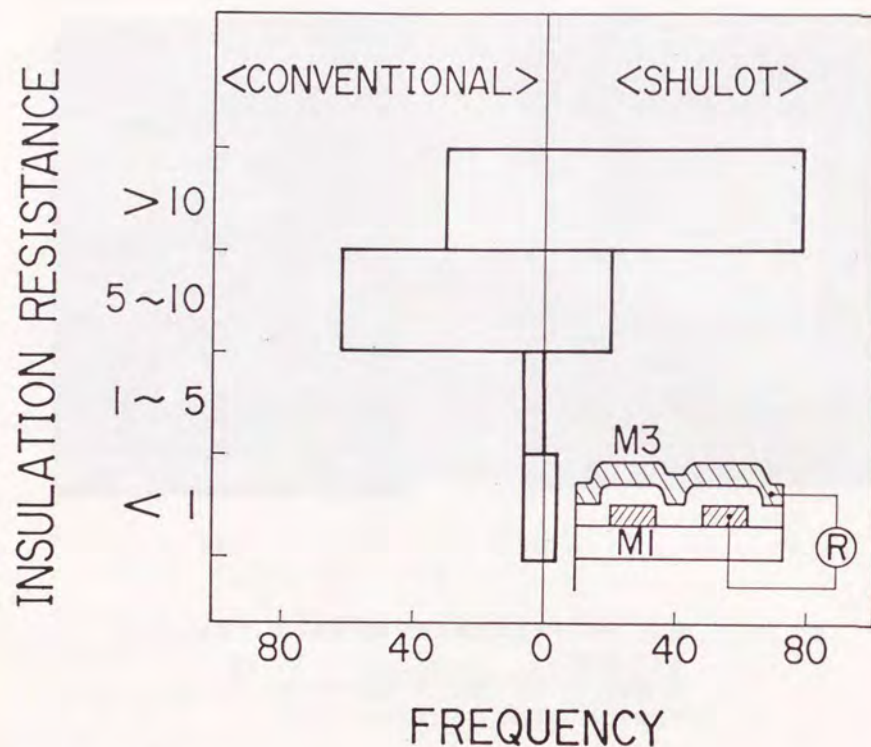 INSULATION RESISTANCE
<CONVENTIONAL> <SHULOT>
> 10
5 ~ 10
1 ~ 5
< 1
M3
M1
R
80 40 0 40 80
FREQUENCY